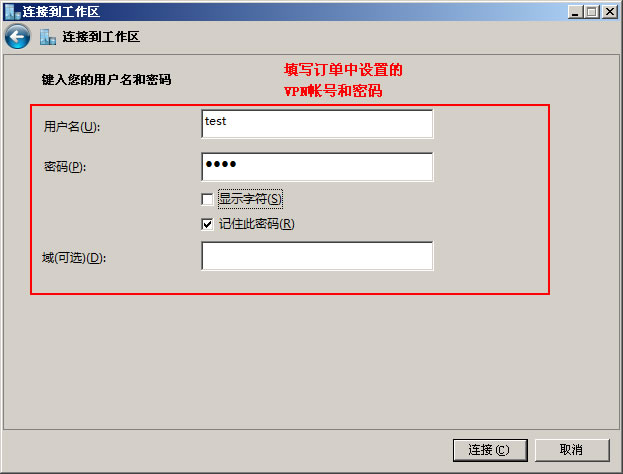 连接到工作区
连接到工作区
键入您的用户名和密码
填写订单中设置的
VPN帐号和密码
用户名(U):
test
密码(P):
●●●●
显示字符(S)
记住此密码(R)
域(可选)(D):
连接(C)
取消